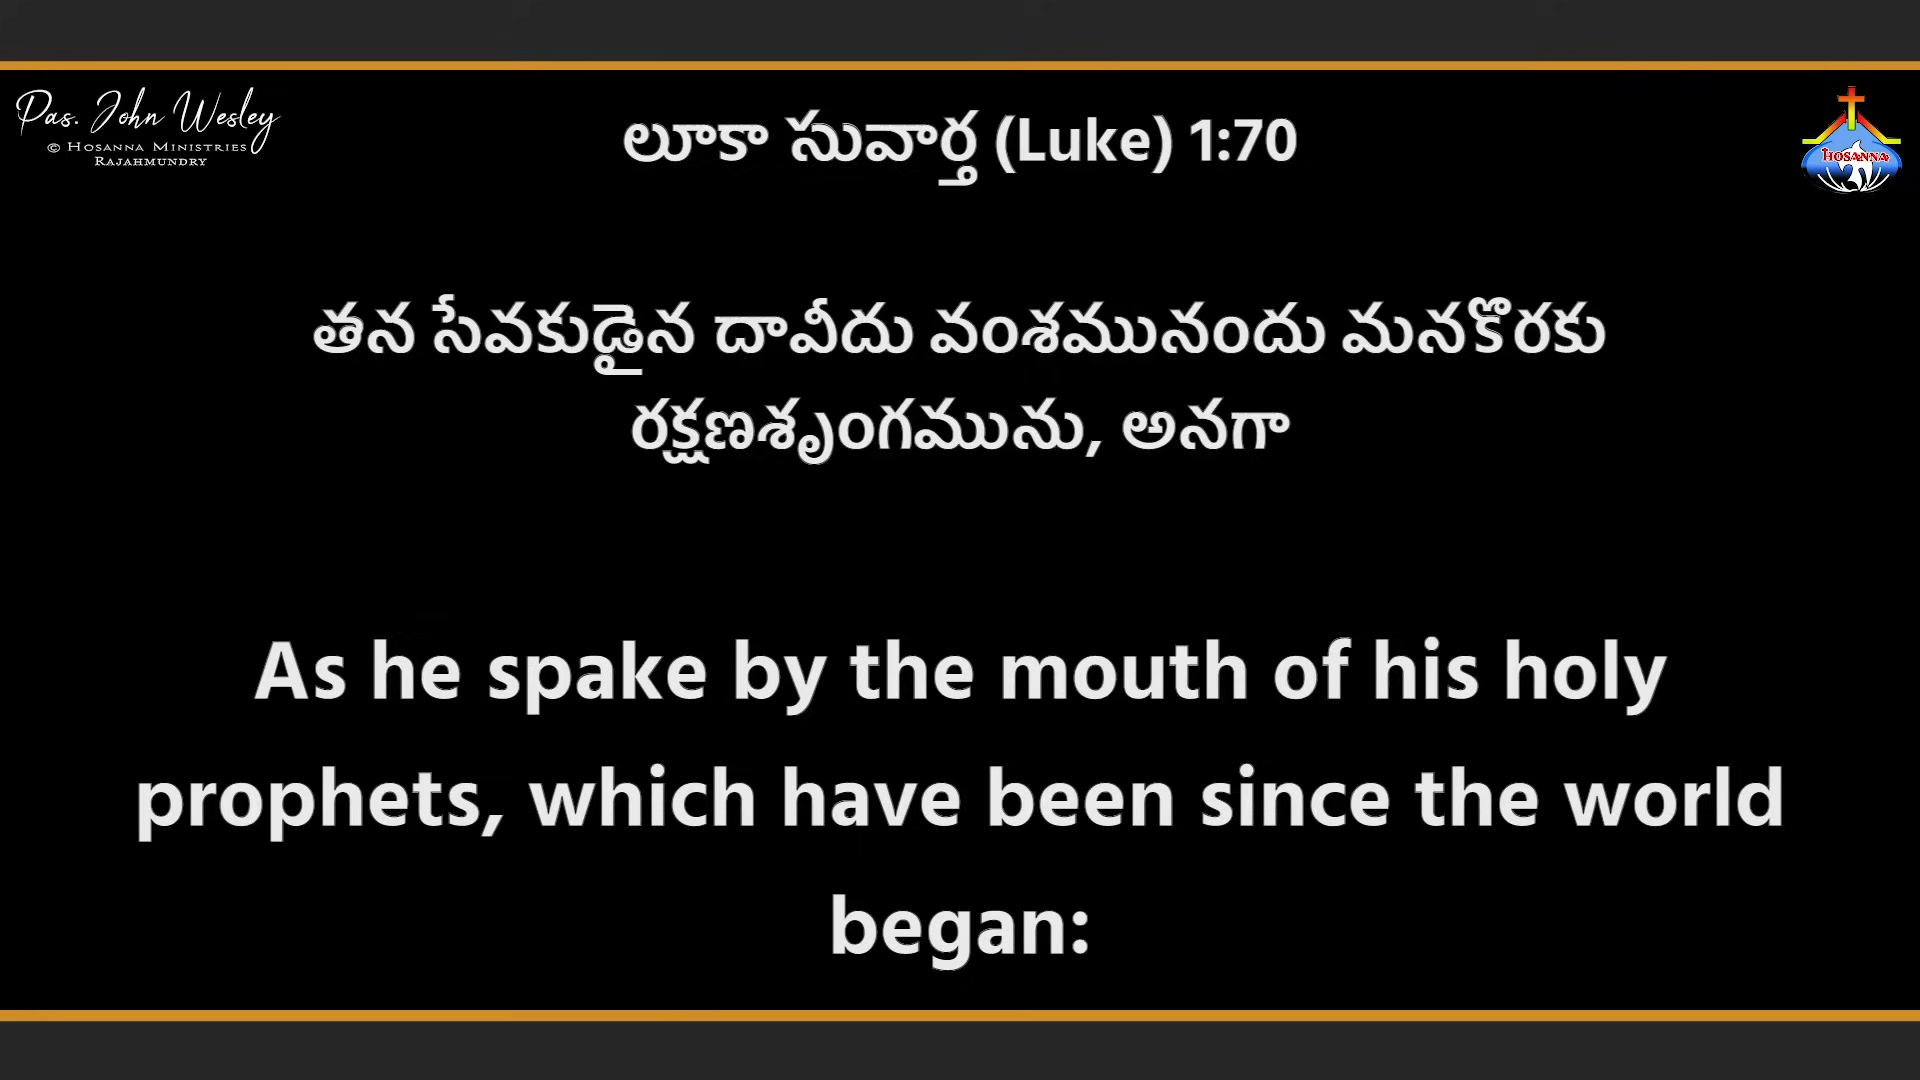 Pas. John Wesley
© HOSANNA MINISTRIES
RAJAHMUNDRY
లూకా సువార్త (Luke) 1:70
HOSANNA
తన సేవకుడైన దావీదు వంశమునందు మనకొరకు
రక్షణశృంగమును, అనగా
As he spake by the mouth of his holy
prophets, which have been since the world
began: